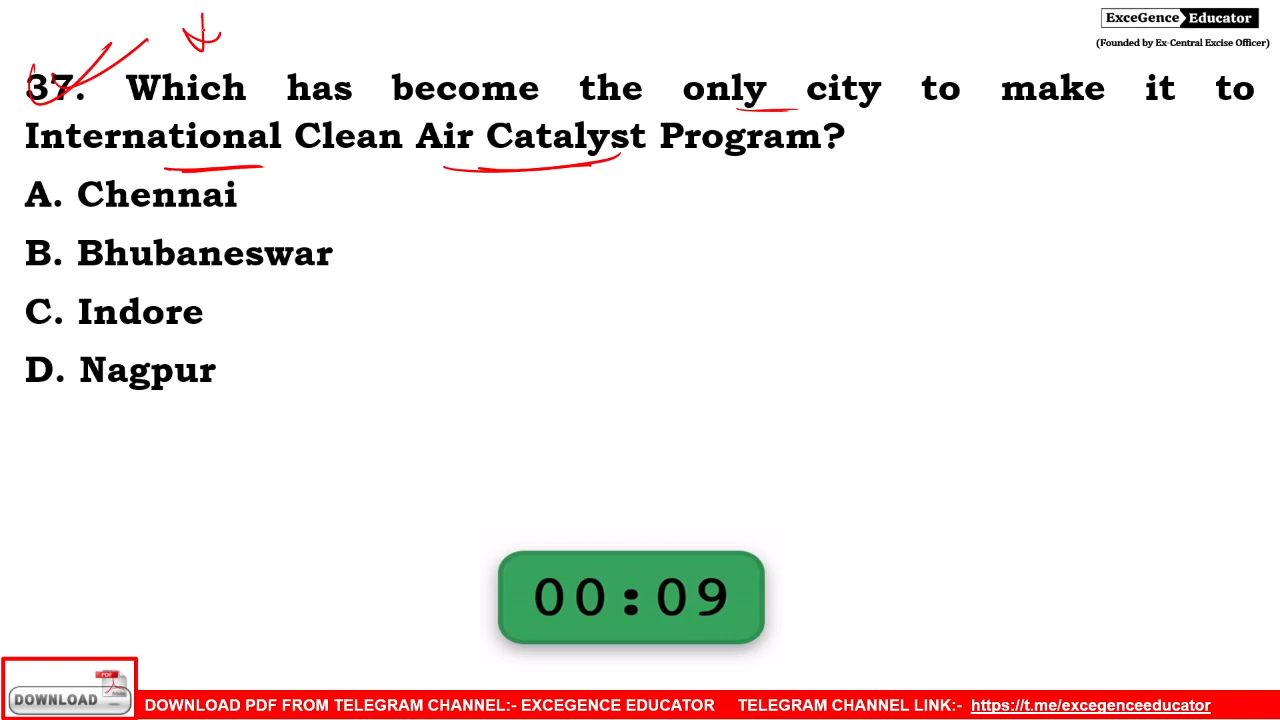 ExceGence Educator
(Founded by Ex-Central Excise Officer)
37. Which has become the only city to make it to
International Clean Air Catalyst Program?
A. Chennai
B. Bhubaneswar
C. Indore
D. Nagpur
00:09
PDF
Adobe
DOWNLOAD
DOWNLOAD PDF FROM TELEGRAM CHANNEL:- EXCEGENCE EDUCATOR TELEGRAM CHANNEL LINK:- https://t.me/excegenceeducator